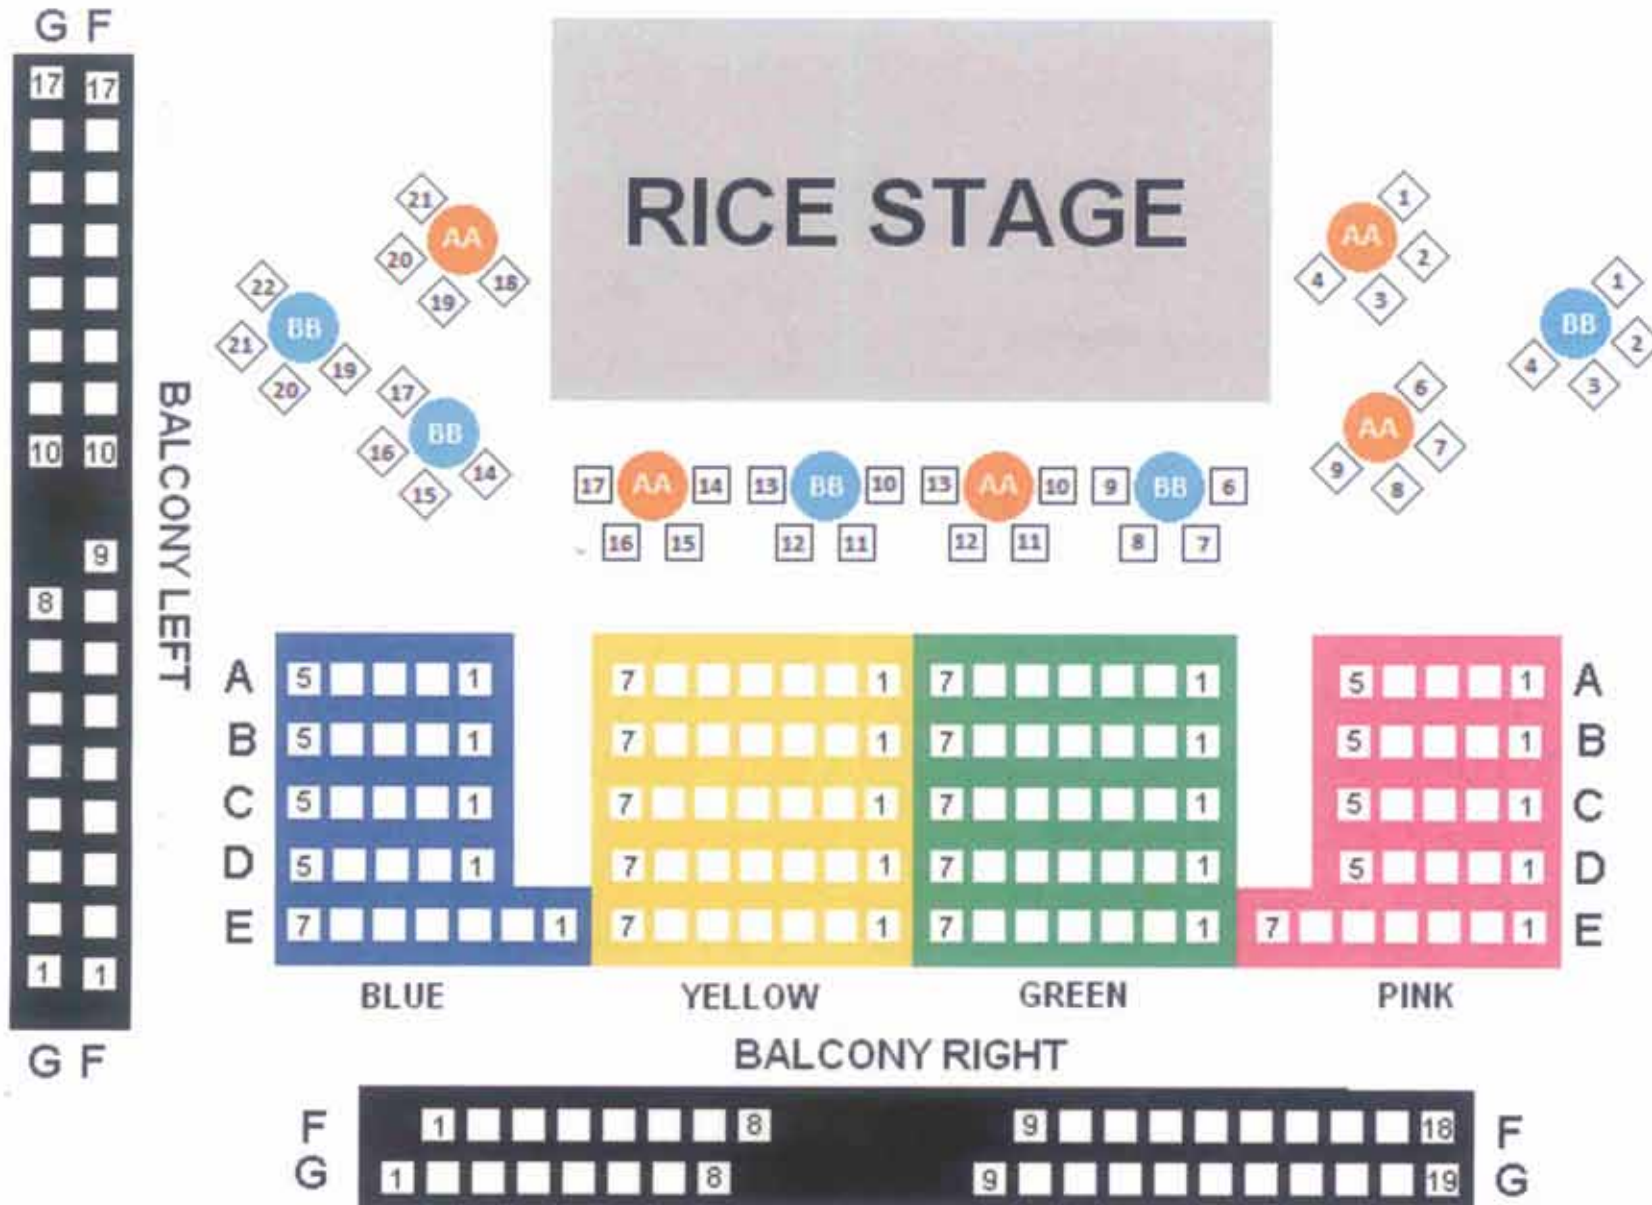 G F
17 17
10 10
9
8
1 1
G F
BALCONY LEFT
RICE STAGE
21 AA
20 19 18
22 BB
21 20 19
17 BB
16 15 14
1 AA
4 3 2
1 BB
4 3 2
6 AA
9 8 7
17 AA 14 13 BB 10 13 AA 10 9 BB 6
16 15 12 11 12 11 8 7
A 5 1 7 1 7 1 5 1 A
B 5 1 7 1 7 1 5 1 B
C 5 1 7 1 7 1 5 1 C
D 5 1 7 1 7 1 5 1 D
E 7 1 7 1 7 1 7 1 E
BLUE YELLOW GREEN PINK
BALCONY RIGHT
F 1 8 9 18 F
G 1 8 9 19 G